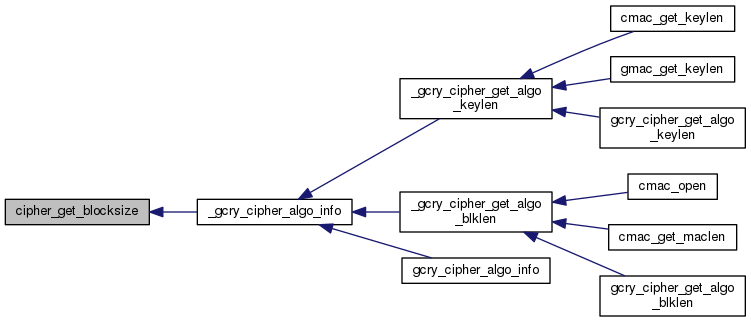 cmac_get_keylen
gmac_get_keylen
_gcry_cipher_get_algo
_keylen
gcry_cipher_get_algo
_keylen
cipher_get_blocksize
_gcry_cipher_algo_info
_gcry_cipher_get_algo
_blklen
cmac_open
cmac_get_maclen
gcry_cipher_algo_info
gcry_cipher_get_algo
_blklen